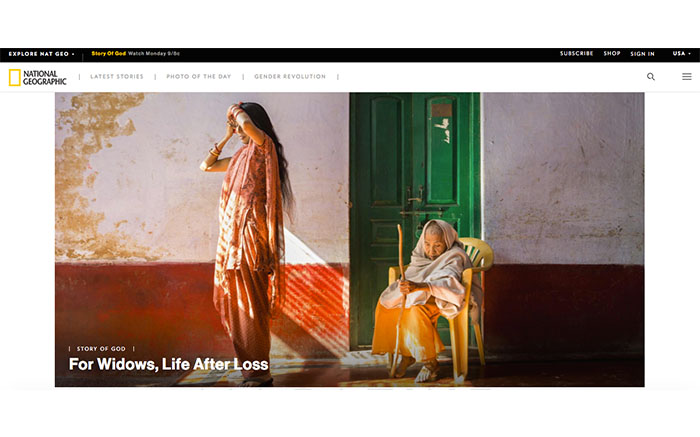 EXPLORE NAT GEO
Story Of God Watch Monday 9/8c
SUBSCRIBE SHOP SIGN IN USA
NATIONAL
GEOGRAPHIC
| LATEST STORIES | PHOTO OF THE DAY | GENDER REVOLUTION |
| STORY OF GOD |
For Widows, Life After Loss